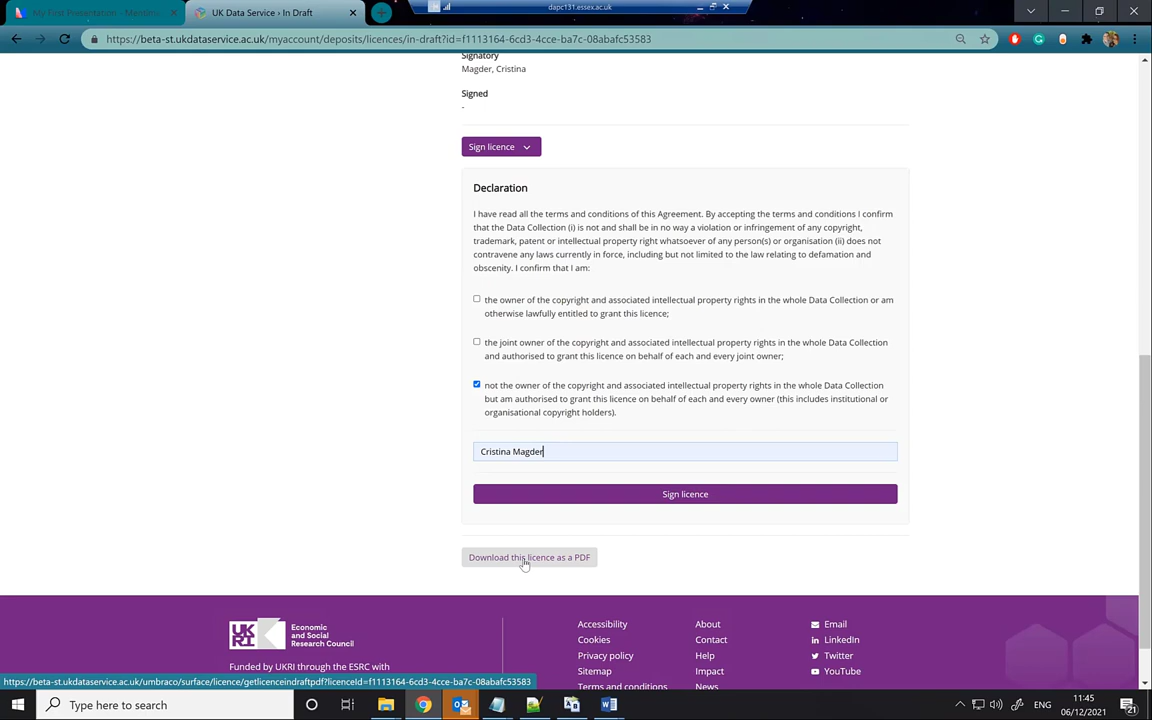 My First Presentation - Mentime
UK Data Service › In Draft
dapc131.essex.ac.uk
https://beta-st.ukdataservice.ac.uk/myaccount/deposits/licences/in-draft?id=f1113164-6cd3-4cce-ba7c-08abafc53583
Signatory
Magder, Cristina
Signed
-
Sign licence
Declaration
I have read all the terms and conditions of this Agreement. By accepting the terms and conditions I confirm
that the Data Collection (i) is not and shall be in no way a violation or infringement of any copyright,
trademark, patent or intellectual property right whatsoever of any person(s) or organisation (ii) does not
contravene any laws currently in force, including but not limited to the law relating to defamation and
obscenity. I confirm that I am:
the owner of the copyright and associated intellectual property rights in the whole Data Collection or am
otherwise lawfully entitled to grant this licence;
the joint owner of the copyright and associated intellectual property rights in the whole Data Collection
and authorised to grant this licence on behalf of each and every joint owner;
not the owner of the copyright and associated intellectual property rights in the whole Data Collection
but am authorised to grant this licence on behalf of each and every owner (this includes institutional or
organisational copyright holders).
Cristina Magder
Sign licence
Download this licence as a PDF
UKRI
Economic
and Social
Research Council
Funded by UKRI through the ESRC with
Accessibility
Cookies
Privacy policy
Sitemap
Terms and conditions
About
Contact
Help
Impact
News
Email
LinkedIn
Twitter
YouTube
https://beta-st.ukdataservice.ac.uk/umbraco/surface/licence/getlicenceindraftpdf?licenceId=f1113164-6cd3-4cce-ba7c-08abafc53583
Type here to search
ENG
11:45
06/12/2021
21